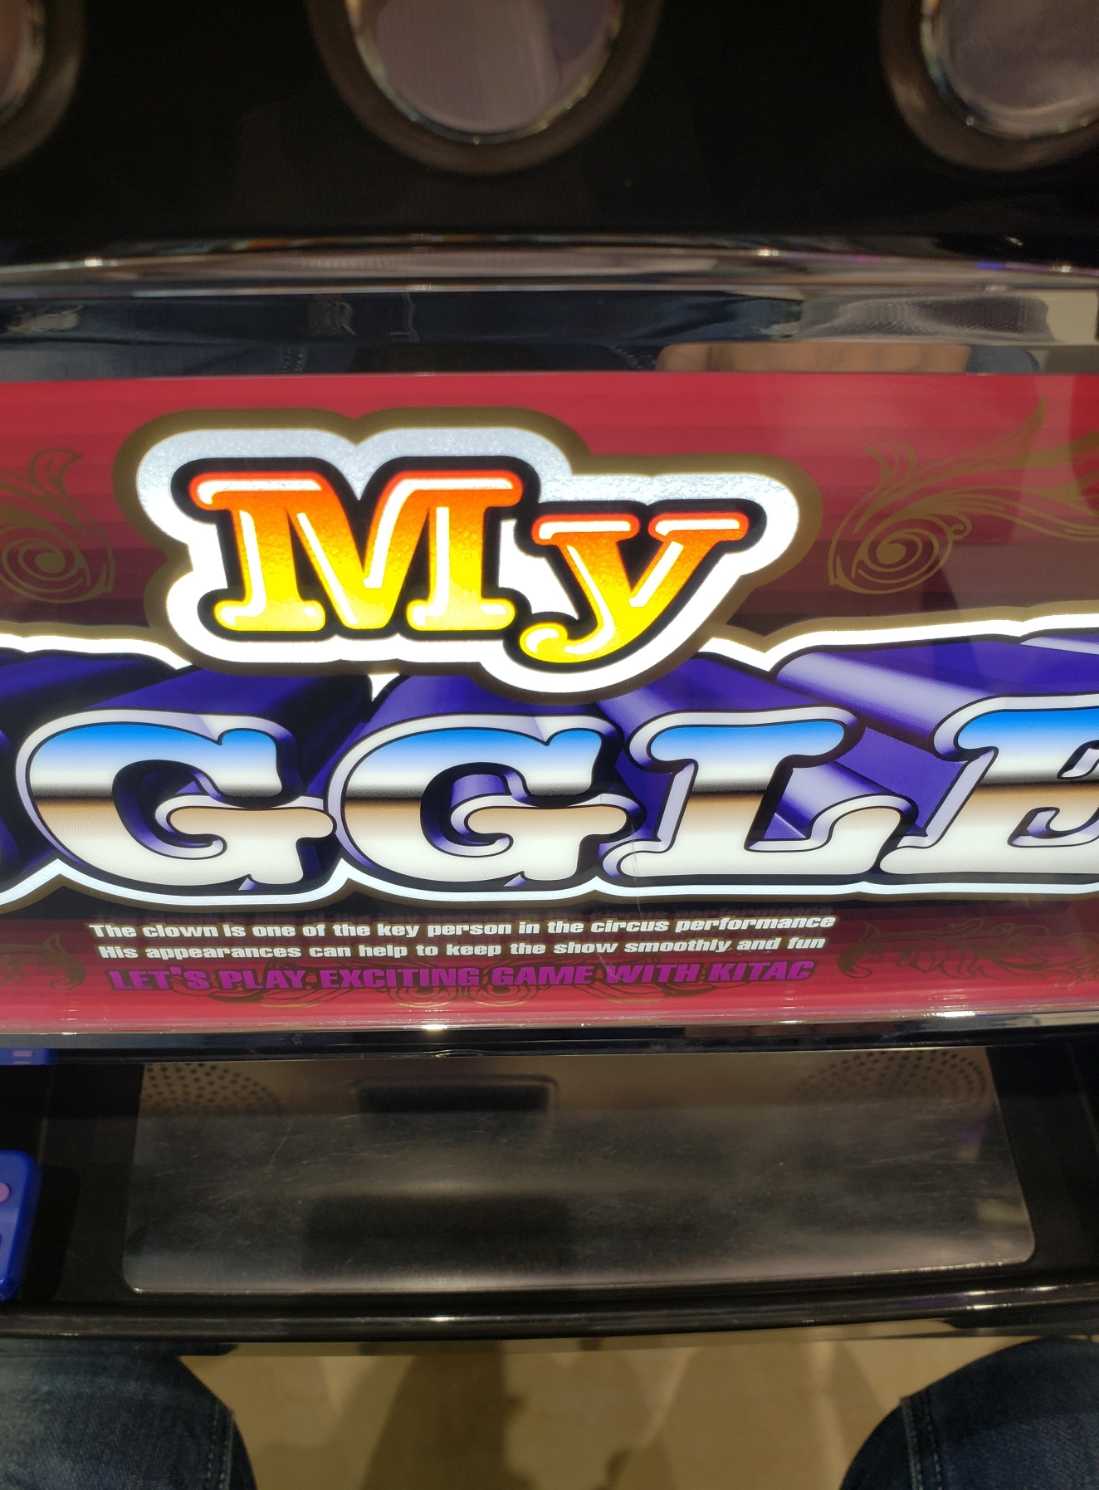 My
GGLE
The clown is one of the key person in the circus performance
His appearances can help to keep the show smoothly and fun
LET'S PLAY EXCITING GAME WITH KITAC